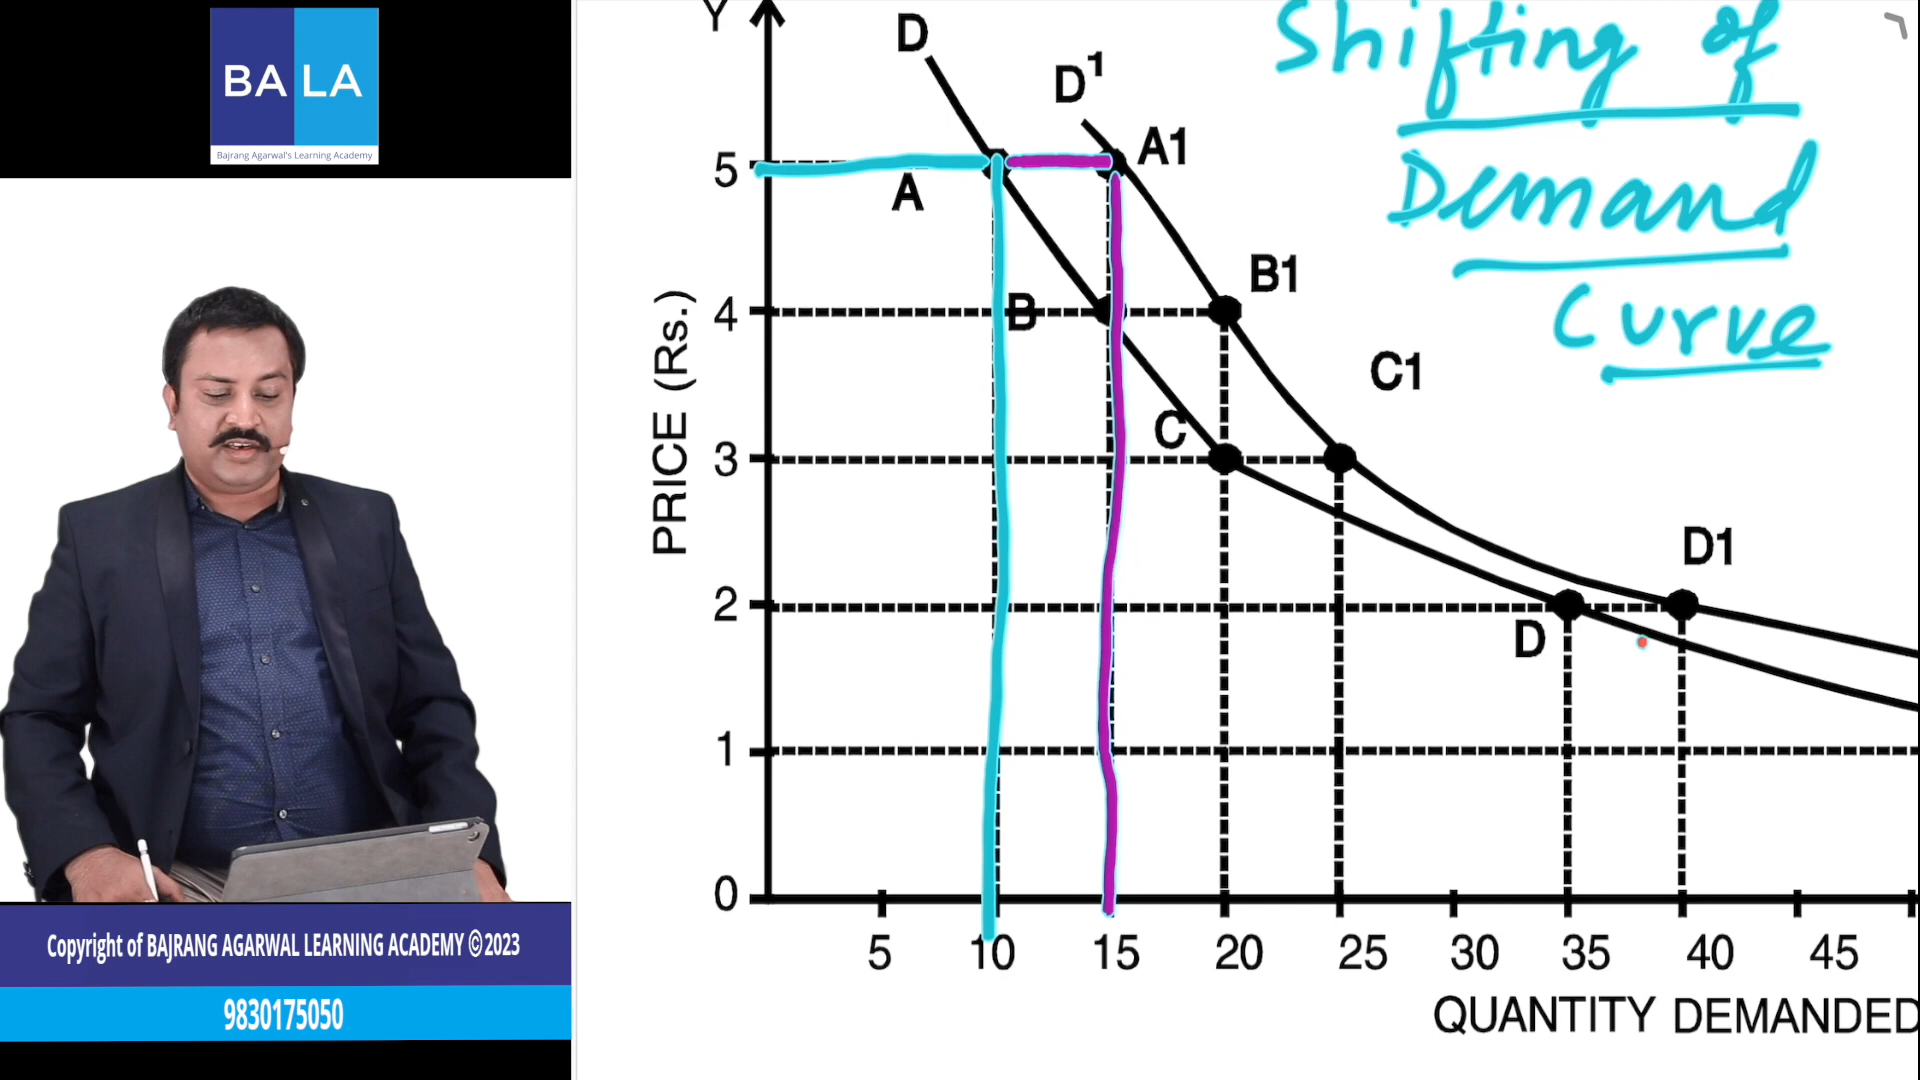 BA LA
Bajrang Agarwal's Learning Academy
Copyright of BAJRANG AGARWAL LEARNING ACADEMY ©2023
9830175050
Shifting of
Demand
Curve
Y
D
D¹
A1
5
A
B1
4
B
C1
C
3
D1
2
D
1
0
PRICE (Rs.)
5 10 15 20 25 30 35 40 45
QUANTITY DEMANDED